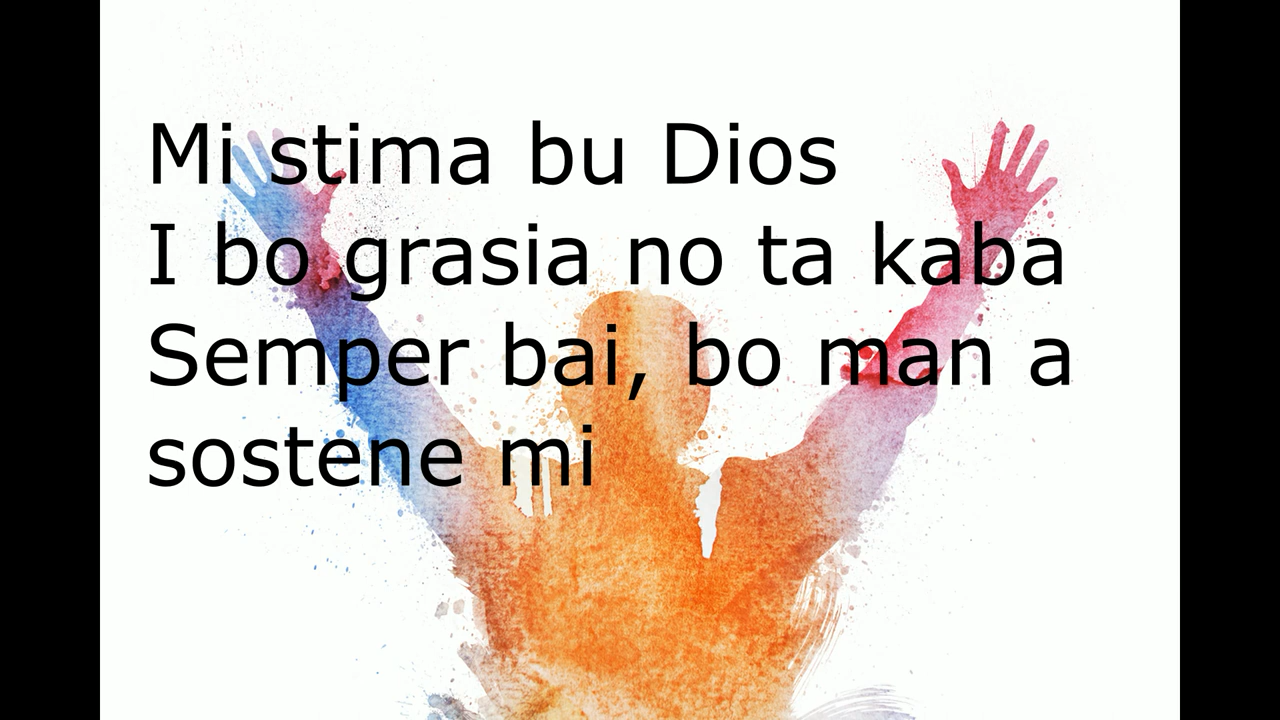 Mi stima bu Dios
I bo grasia no ta kaba
Semper bai, bo man a
sostene mi